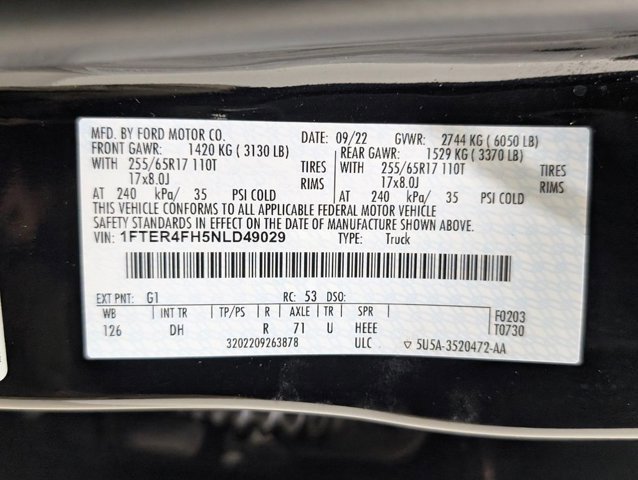 MFD. BY FORD MOTOR CO. DATE: 09/22 GVWR: 2744 KG ( 6050 LB)
FRONT GAWR: 1420 KG ( 3130 LB) REAR GAWR: 1529 KG ( 3370 LB)
WITH 255/65R17 110T TIRES WITH 255/65R17 110T TIRES
17x8.0J RIMS 17x8.0J RIMS
AT 240 kPa/ 35 PSI COLD AT 240 kPa/ 35 PSI COLD
THIS VEHICLE CONFORMS TO ALL APPLICABLE FEDERAL MOTOR VEHICLE
SAFETY STANDARDS IN EFFECT ON THE DATE OF MANUFACTURE SHOWN ABOVE.
VIN: 1FTER4FH5NLD49029 TYPE: Truck
EXT PNT: G1 RC: 53 DSO:
WB INT TR TP/PS R AXLE TR SPR F0203
126 DH R 71 U HEEE T0730
3202209263878 ULC ▽ 5U5A-3520472-AA